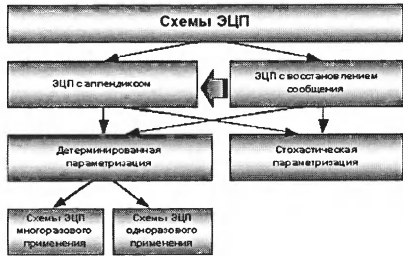 Схемы ЭЦП
ЭЦП с аппендиксом
ЭЦП с восстановлением
сообщения
Детерминированная
параметризация
Стохастическая
параметризация
Схемы ЭЦП
многоразового
применения
Схемы ЭЦП
одноразового
применения